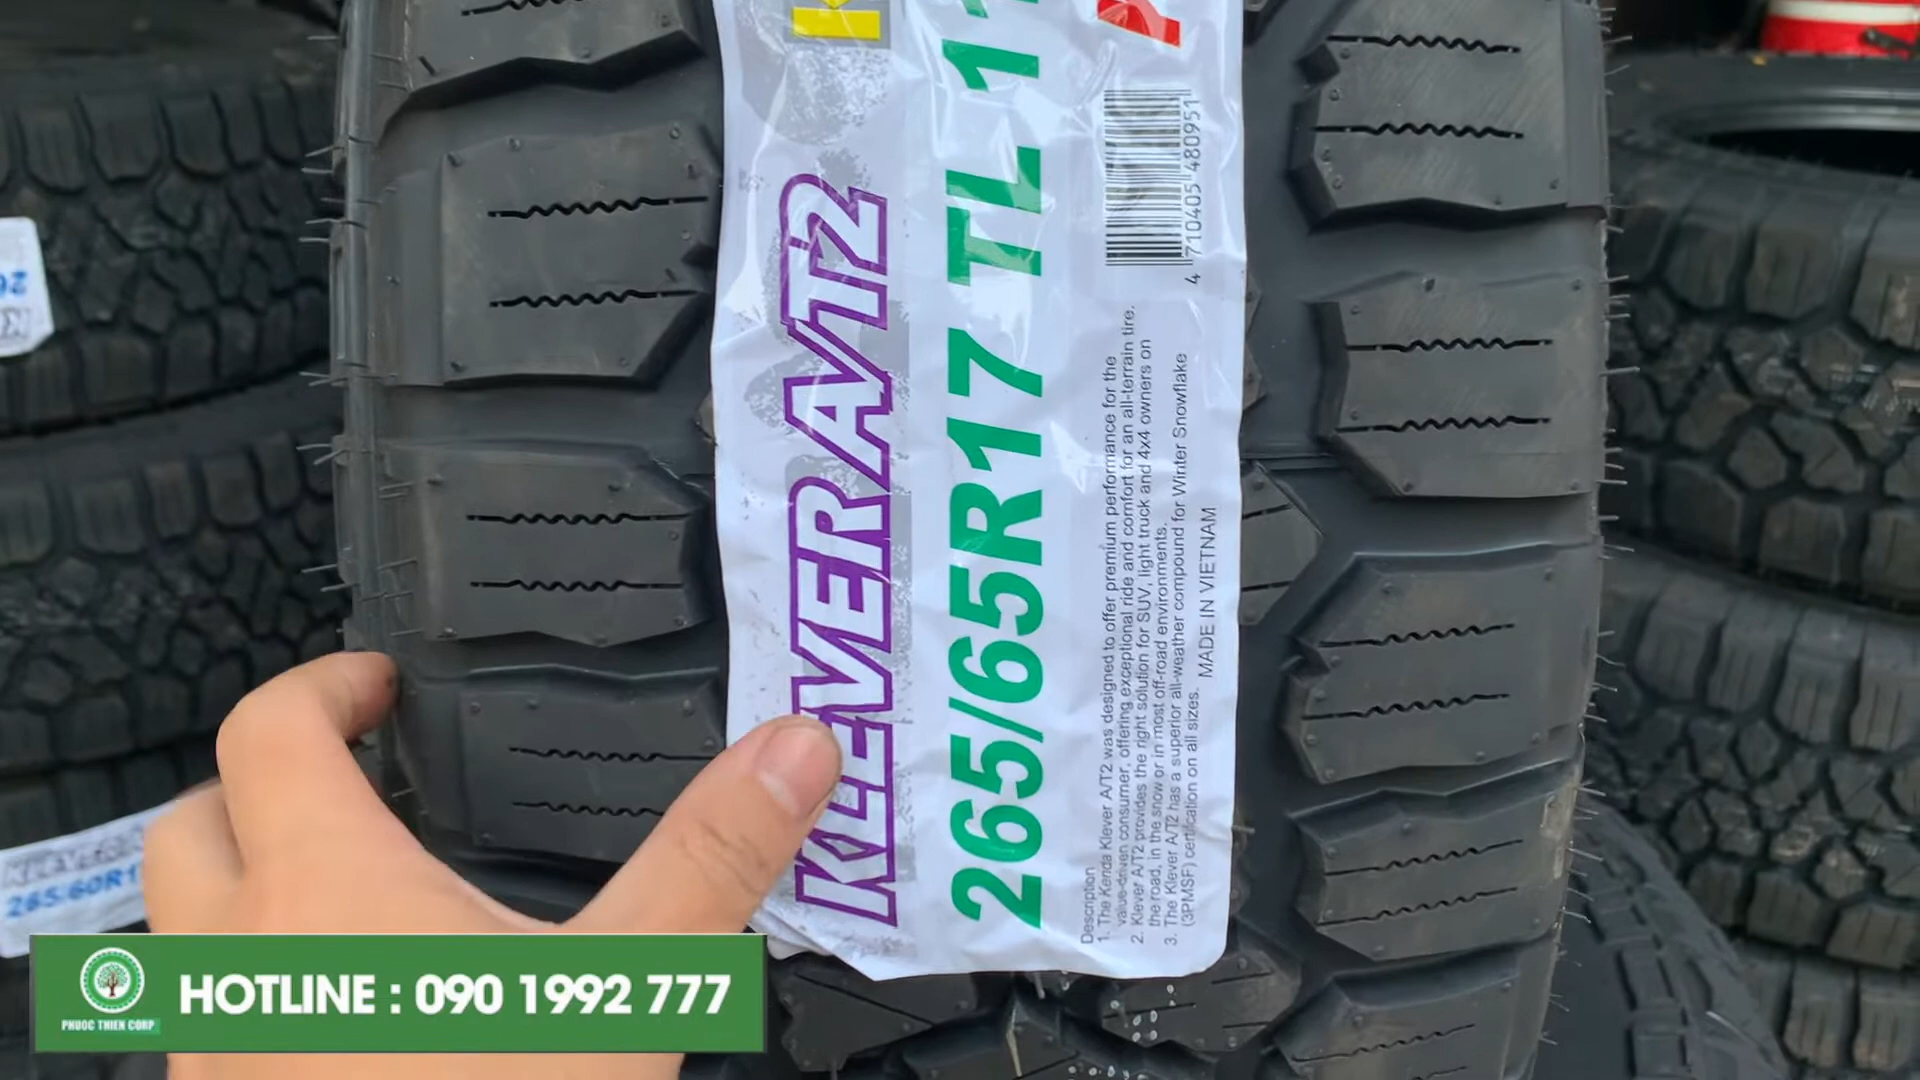 KLEVER A/T2
265/65R17 TL
4 710405 480951
Description
1. The Kenda Klever A/T2 was designed to offer premium performance for the
value-driven consumer, offering exceptional ride and comfort for an all-terrain tire.
2. Klever A/T2 provides the right solution for SUV, light truck and 4x4 owners on
the road, in the snow or in most off-road environments.
3. The Klever A/T2 has a superior all-weather compound for Winter Snowflake
(3PMSF) certification on all sizes.
MADE IN VIETNAM
265/60R1
PHUOC THIEN CORP
HOTLINE : 090 1992 777